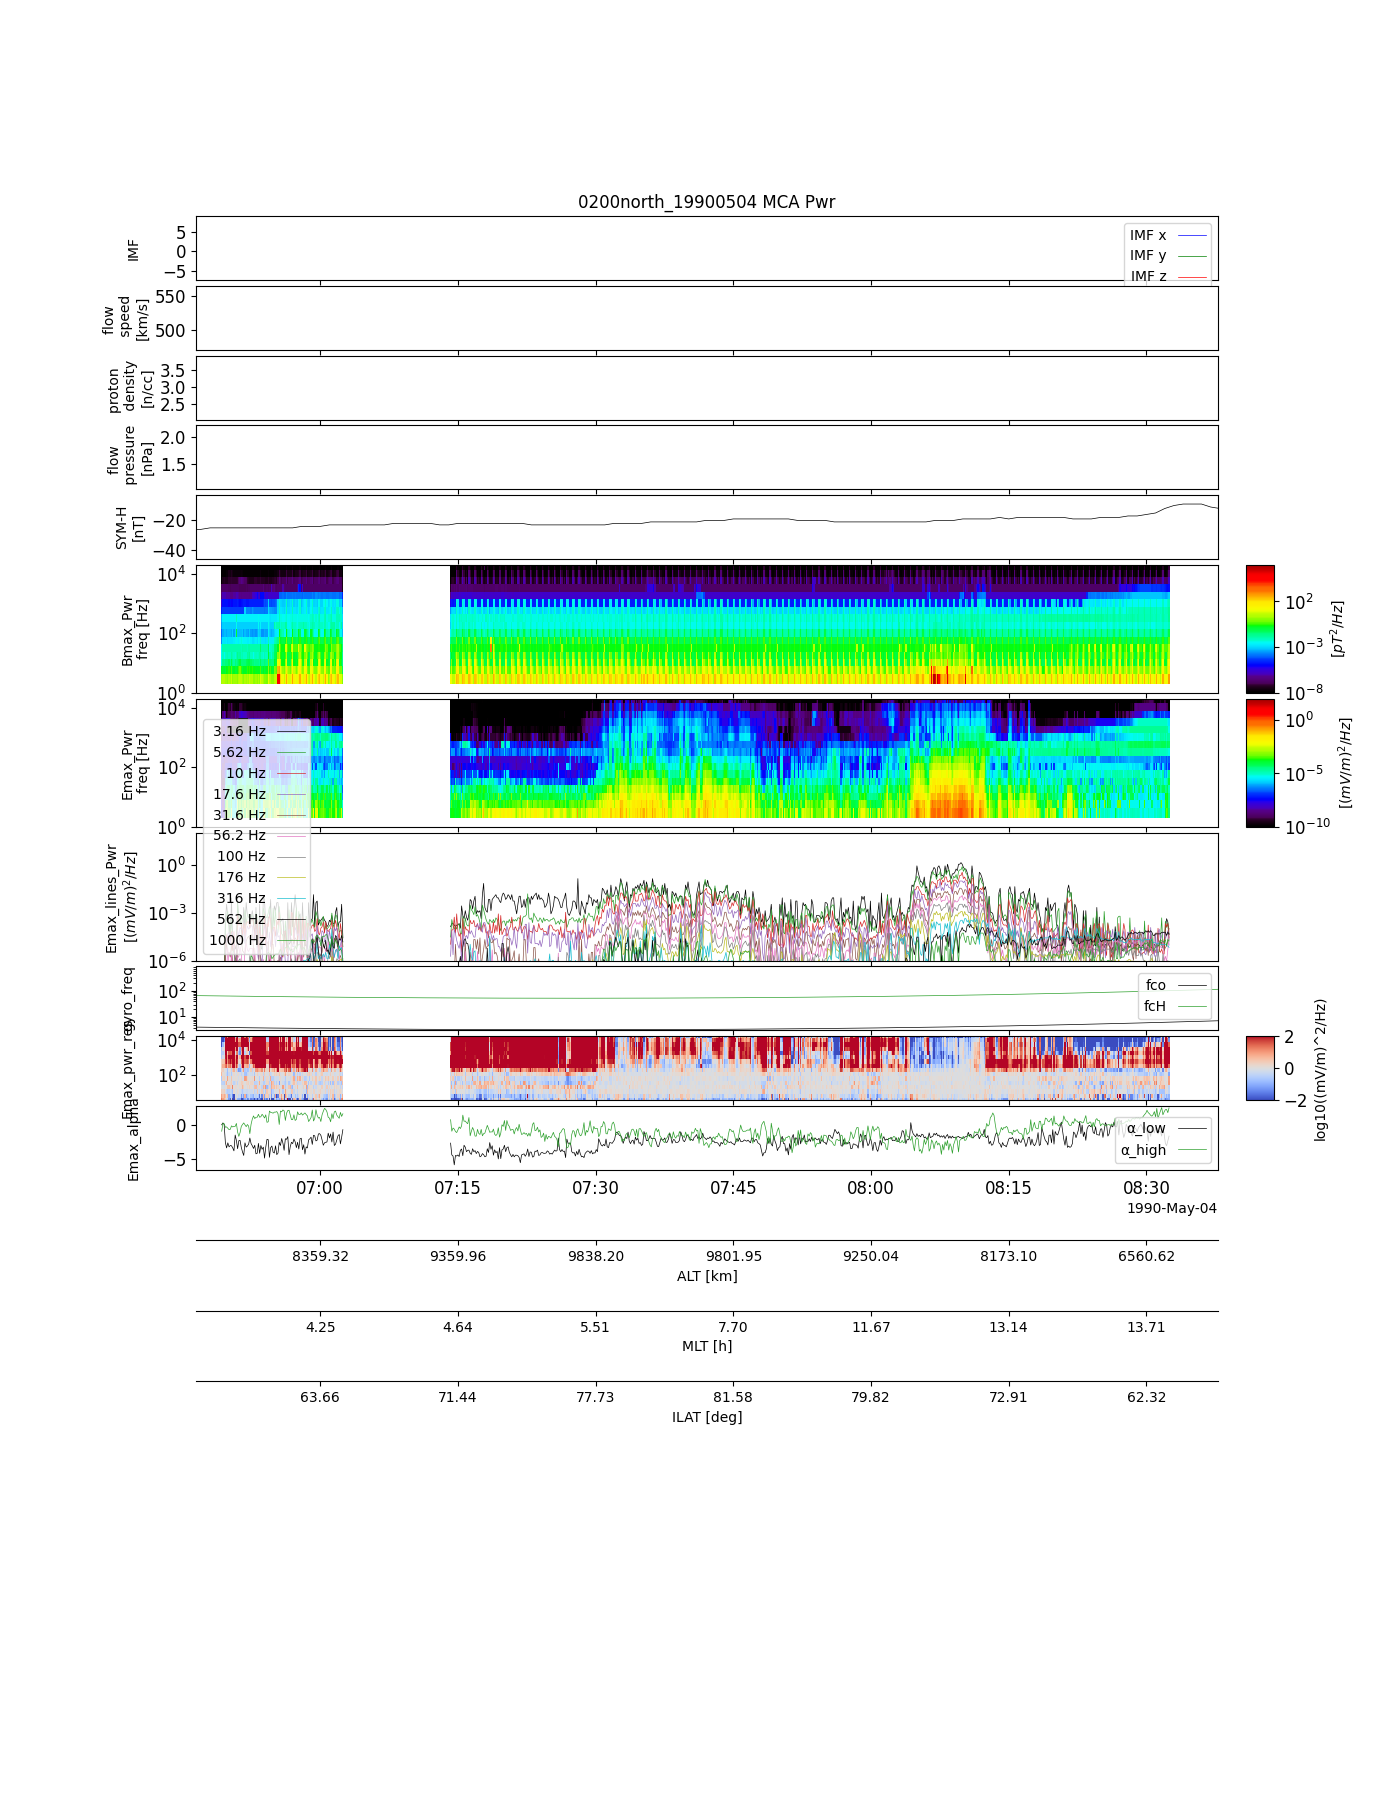 0200north_19900504 MCA Pwr
IMF
5
0
−5
IMF x
IMF y
IMF z
flow
speed
[km/s]
550
500
proton
density
[n/cc]
3.5
3.0
2.5
flow
pressure
[nPa]
2.0
1.5
SYM-H
[nT]
−20
−40
Bmax_Pwr
freq [Hz]
10^4
10^2
10^0
10^2
10^−3
10^−8
[pT^2/Hz]
Emax_Pwr
freq [Hz]
10^4
10^2
10^0
10^0
10^−5
10^−10
[(mV/m)^2/Hz]
3.16 Hz
5.62 Hz
10 Hz
17.6 Hz
31.6 Hz
56.2 Hz
100 Hz
176 Hz
316 Hz
562 Hz
1000 Hz
Emax_lines_Pwr
[(mV/m)^2/Hz]
10^0
10^−3
10^−6
gyro_freq
10^2
10^1
fco
fcH
Emax_pwr_reg
10^4
10^2
2
0
−2
log10((mV/m)^2/Hz)
Emax_alpha
0
−5
α_low
α_high
07:00 07:15 07:30 07:45 08:00 08:15 08:30
1990-May-04
8359.32 9359.96 9838.20 9801.95 9250.04 8173.10 6560.62
ALT [km]
4.25 4.64 5.51 7.70 11.67 13.14 13.71
MLT [h]
63.66 71.44 77.73 81.58 79.82 72.91 62.32
ILAT [deg]